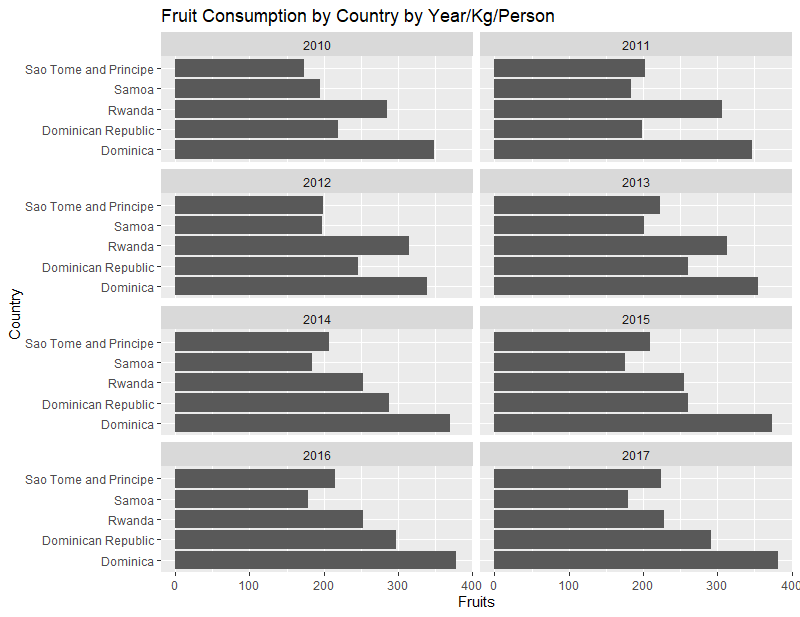 Fruit Consumption by Country by Year/Kg/Person
2010
2011
Sao Tome and Principe
Samoa
Rwanda
Dominican Republic
Dominica
2012
2013
Sao Tome and Principe
Samoa
Rwanda
Dominican Republic
Dominica
Country
2014
2015
Sao Tome and Principe
Samoa
Rwanda
Dominican Republic
Dominica
2016
2017
Sao Tome and Principe
Samoa
Rwanda
Dominican Republic
Dominica
0 100 200 300 400 0 100 200 300 400
Fruits